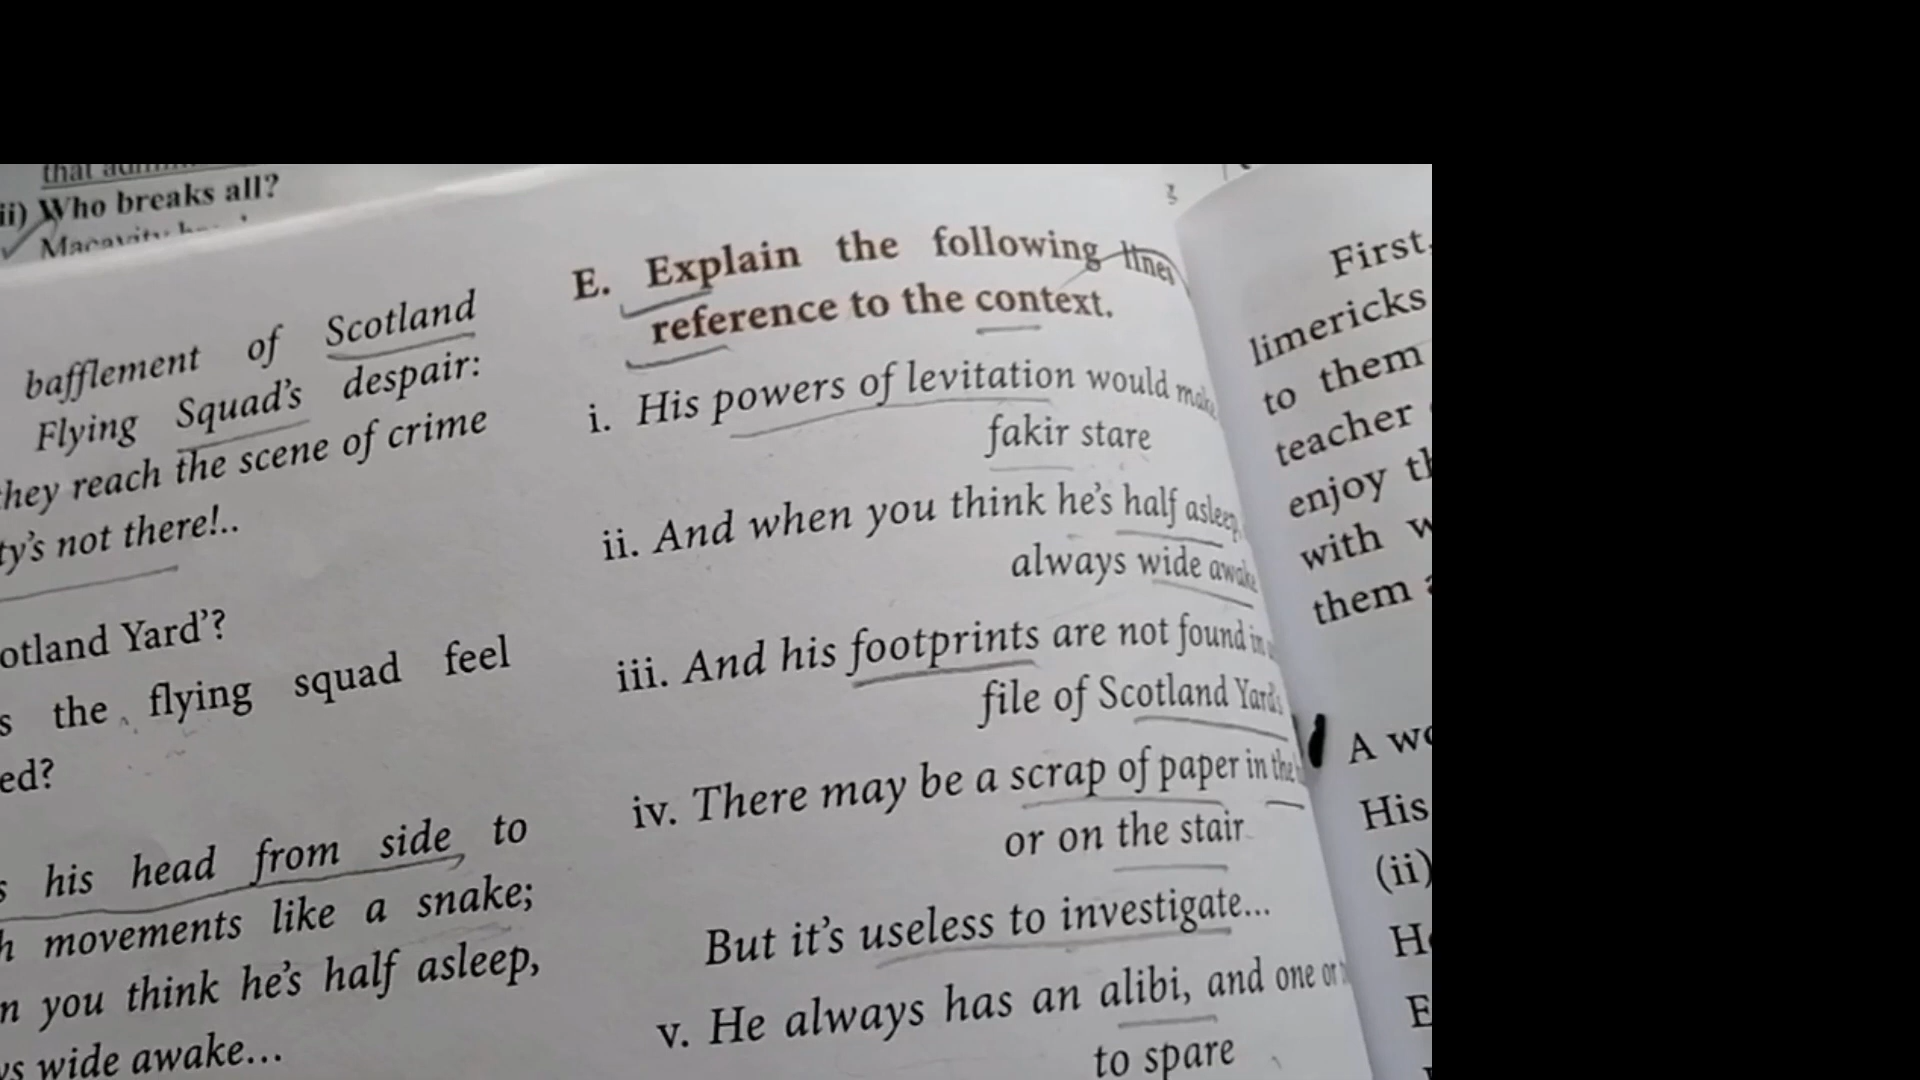 ii) Who breaks all?
Macavity
bafflement of Scotland
Flying Squad's despair:
they reach the scene of crime
ty's not there!..
otland Yard'?
s the flying squad feel
ed?
s his head from side to
h movements like a snake;
n you think he's half asleep,
ys wide awake...
E. Explain the following lines
reference to the context.
i. His powers of levitation would make
fakir stare
ii. And when you think he's half asleep,
always wide awake
iii. And his footprints are not found in
file of Scotland Yard's
iv. There may be a scrap of paper in the
or on the stair
But it's useless to investigate...
v. He always has an alibi, and one or
to spare
First,
limericks
to them
teacher
enjoy
with
them
A
His
(ii)